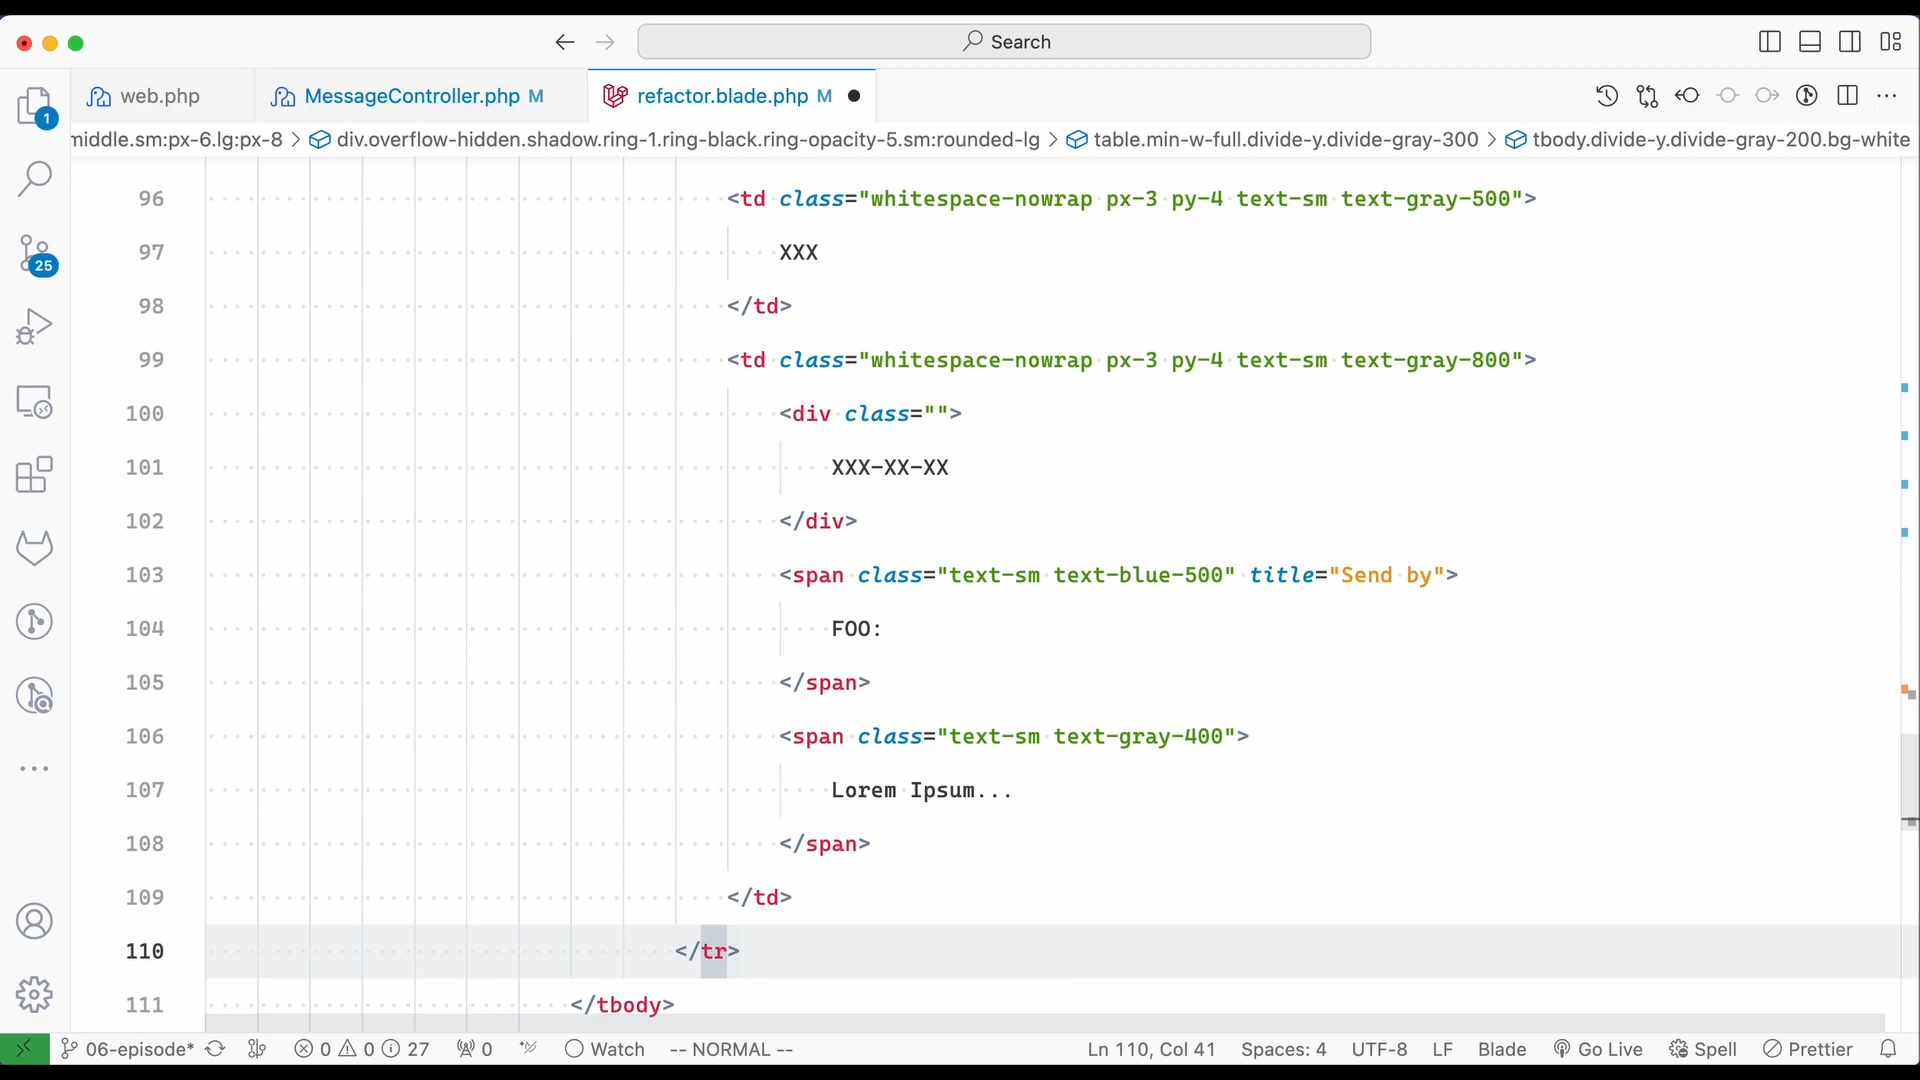 Search
1
web.php
MessageController.php M
refactor.blade.php M
middle.sm:px-6.lg:px-8 > div.overflow-hidden.shadow.ring-1.ring-black.ring-opacity-5.sm:rounded-lg > table.min-w-full.divide-y.divide-gray-300 > tbody.divide-y.divide-gray-200.bg-white
25
96 <td class="whitespace-nowrap px-3 py-4 text-sm text-gray-500">
97 XXX
98 </td>
99 <td class="whitespace-nowrap px-3 py-4 text-sm text-gray-800">
100 <div class="">
101 XXX-XX-XX
102 </div>
103 <span class="text-sm text-blue-500" title="Send by">
104 FOO:
105 </span>
106 <span class="text-sm text-gray-400">
107 Lorem Ipsum...
108 </span>
109 </td>
110 </tr>
111 </tbody>
06-episode* 0 0 27 0 Watch -- NORMAL -- Ln 110, Col 41 Spaces: 4 UTF-8 LF Blade Go Live Spell Prettier